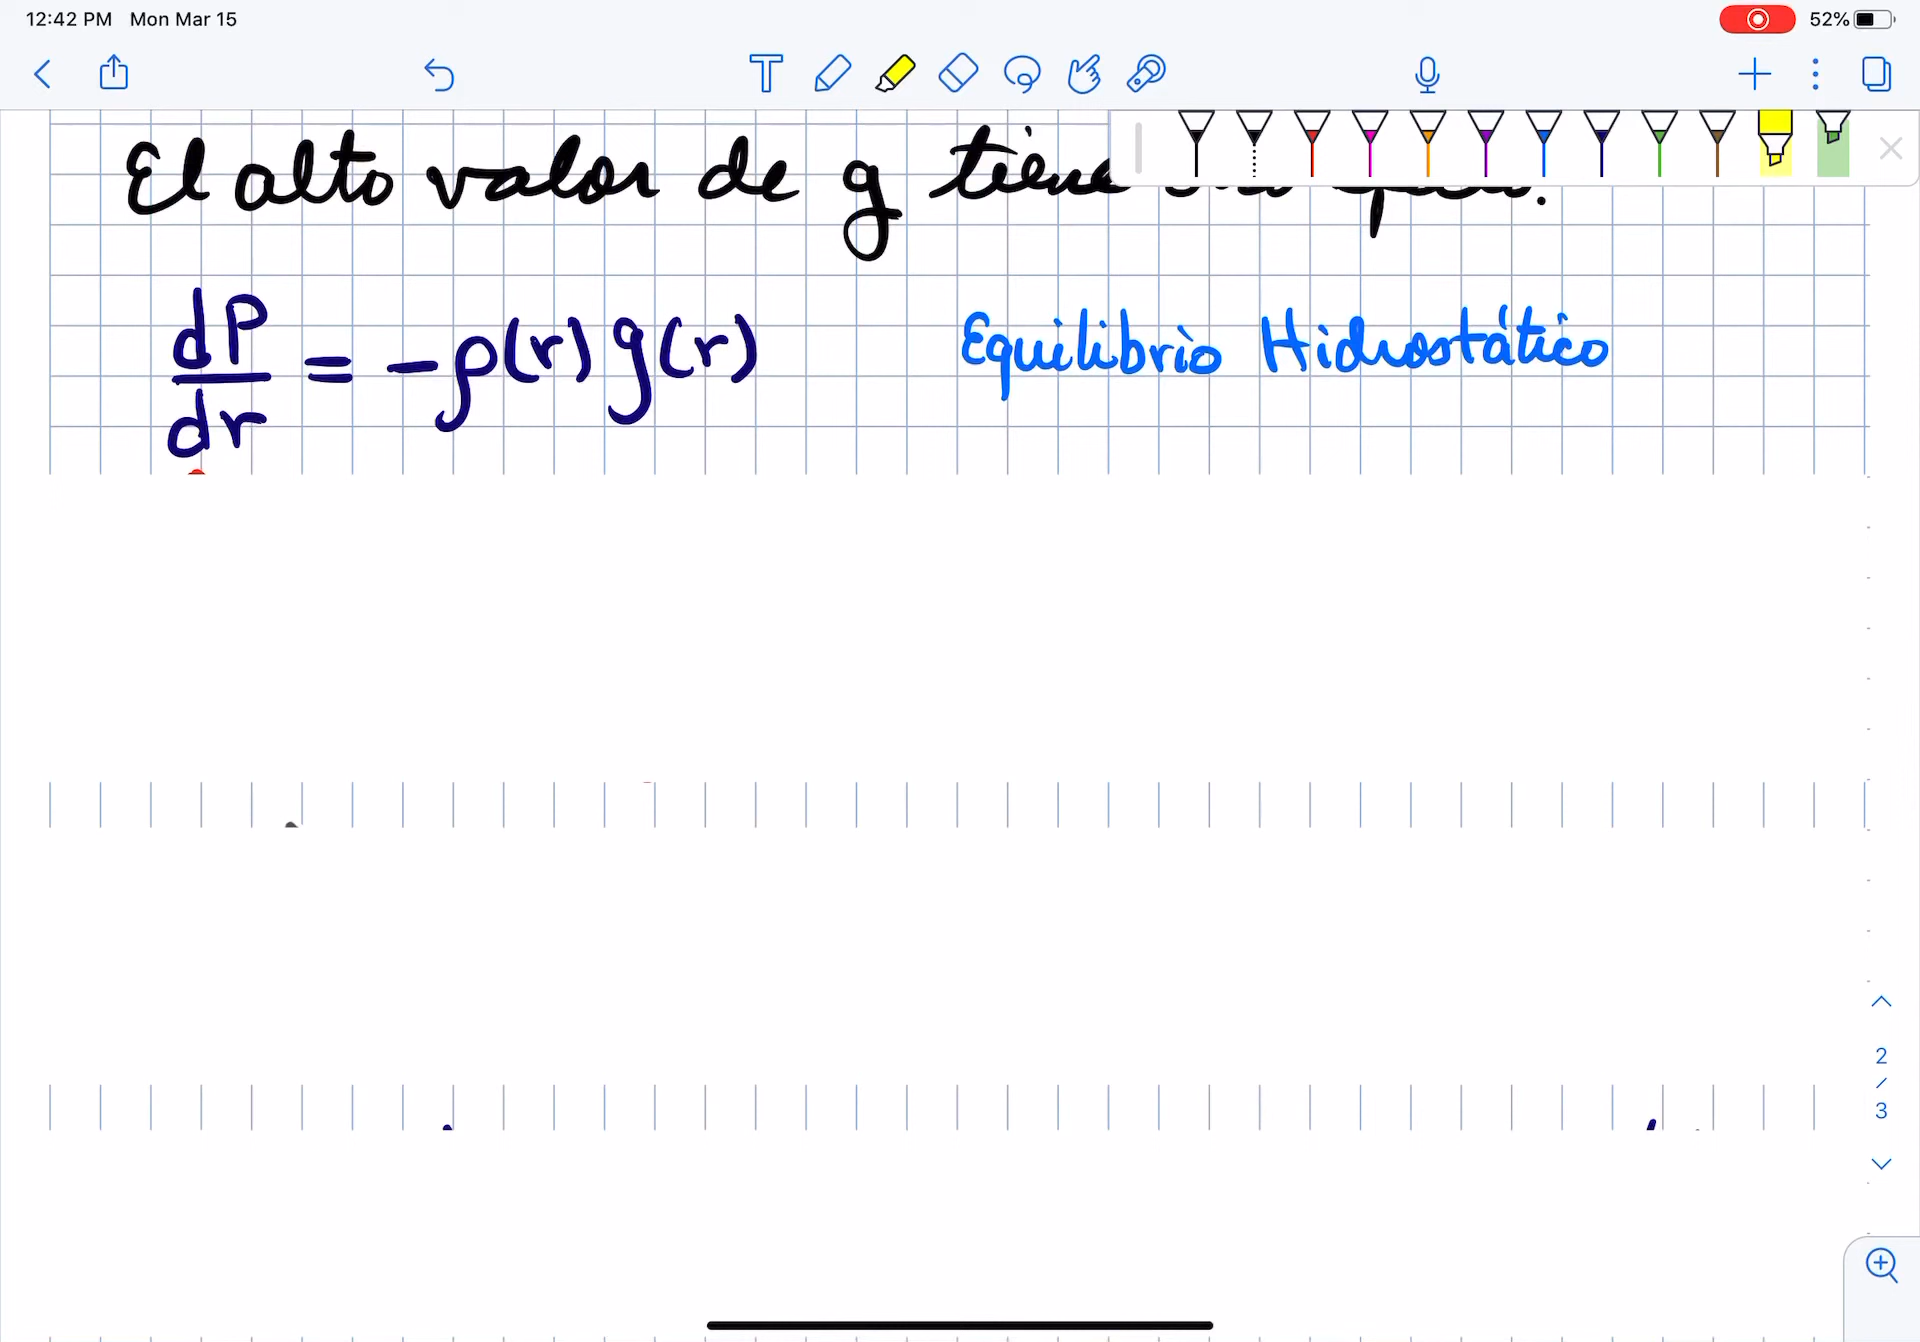 12:42 PM Mon Mar 15
52%
El alto valor de g tiene
dP/dr = -ρ(r) g(r)
Equilibrio Hidrostático
2
/
3